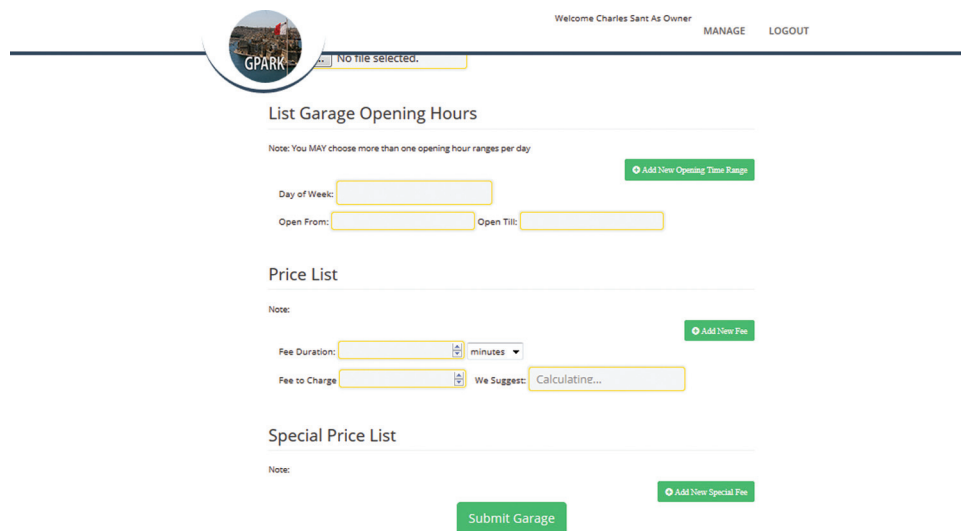 Welcome Charles Sant As Owner
MANAGE LOGOUT
GPARK
... No file selected.
List Garage Opening Hours
Note: You MAY choose more than one opening hour ranges per day
Add New Opening Time Range
Day of Week:
Open From: Open Till:
Price List
Note:
Add New Fee
Fee Duration: minutes
Fee to Charge We Suggest: Calculating...
Special Price List
Note:
Add New Special Fee
Submit Garage